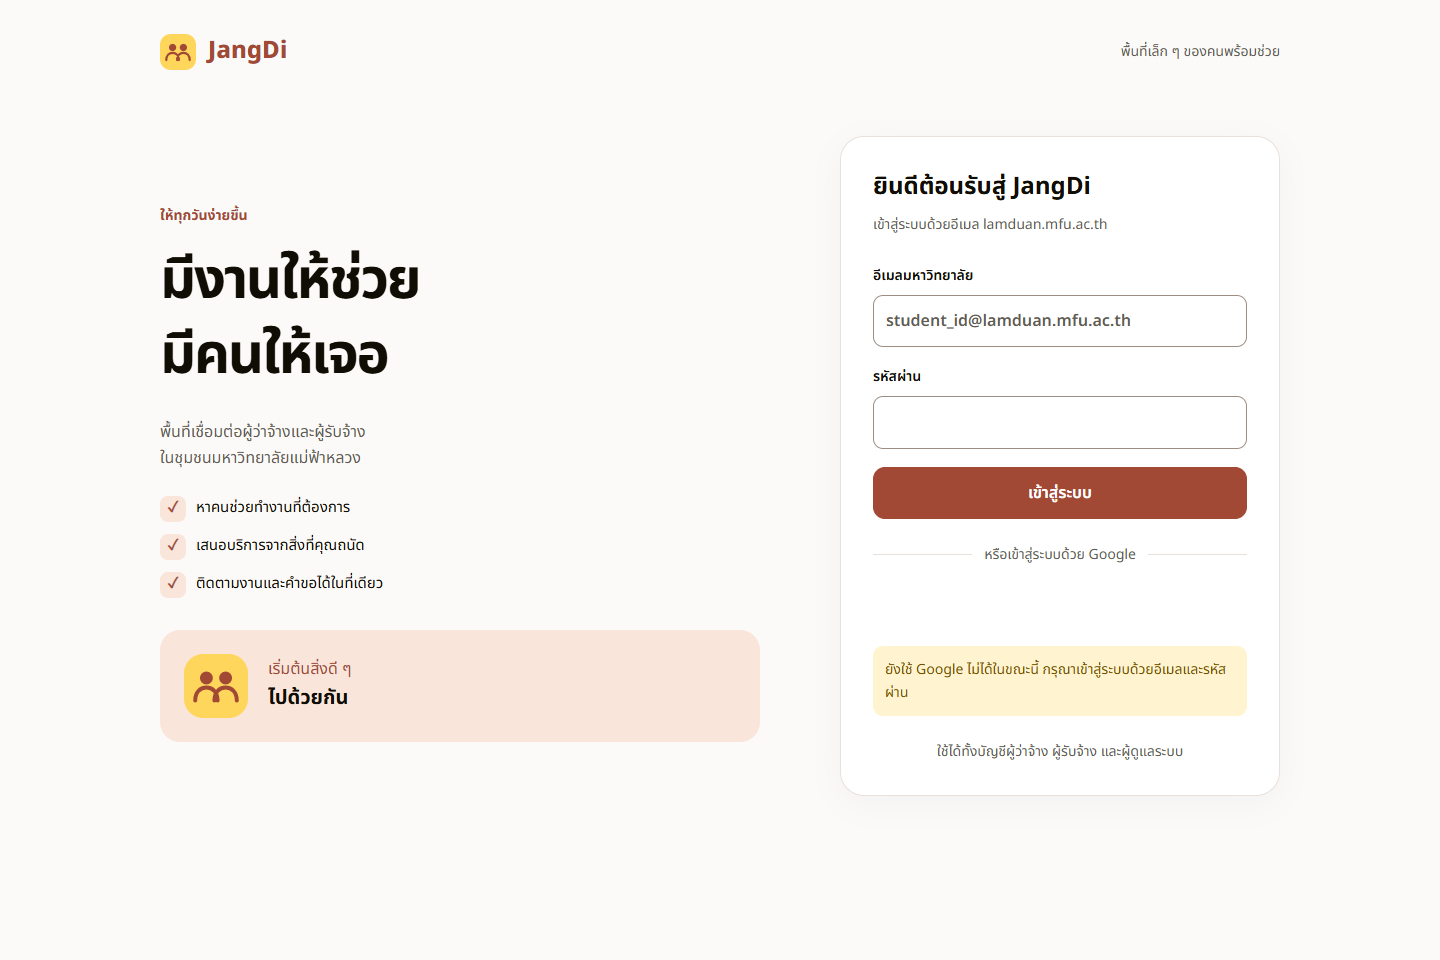 JangDi
พื้นที่เล็ก ๆ ของคนพร้อมช่วย
ให้ทุกวันง่ายขึ้น
มีงานให้ช่วย
มีคนให้เจอ
พื้นที่เชื่อมต่อผู้ว่าจ้างและผู้รับจ้าง
ในชุมชนมหาวิทยาลัยแม่ฟ้าหลวง
หาคนช่วยทำงานที่ต้องการ
เสนอบริการจากสิ่งที่คุณถนัด
ติดตามงานและคำขอได้ในที่เดียว
เริ่มต้นสิ่งดี ๆ
ไปด้วยกัน
ยินดีต้อนรับสู่ JangDi
เข้าสู่ระบบด้วยอีเมล lamduan.mfu.ac.th
อีเมลมหาวิทยาลัย
student_id@lamduan.mfu.ac.th
รหัสผ่าน
เข้าสู่ระบบ
หรือเข้าสู่ระบบด้วย Google
ยังใช้ Google ไม่ได้ในขณะนี้ กรุณาเข้าสู่ระบบด้วยอีเมลและรหัส
ผ่าน
ใช้ได้ทั้งบัญชีผู้ว่าจ้าง ผู้รับจ้าง และผู้ดูแลระบบ